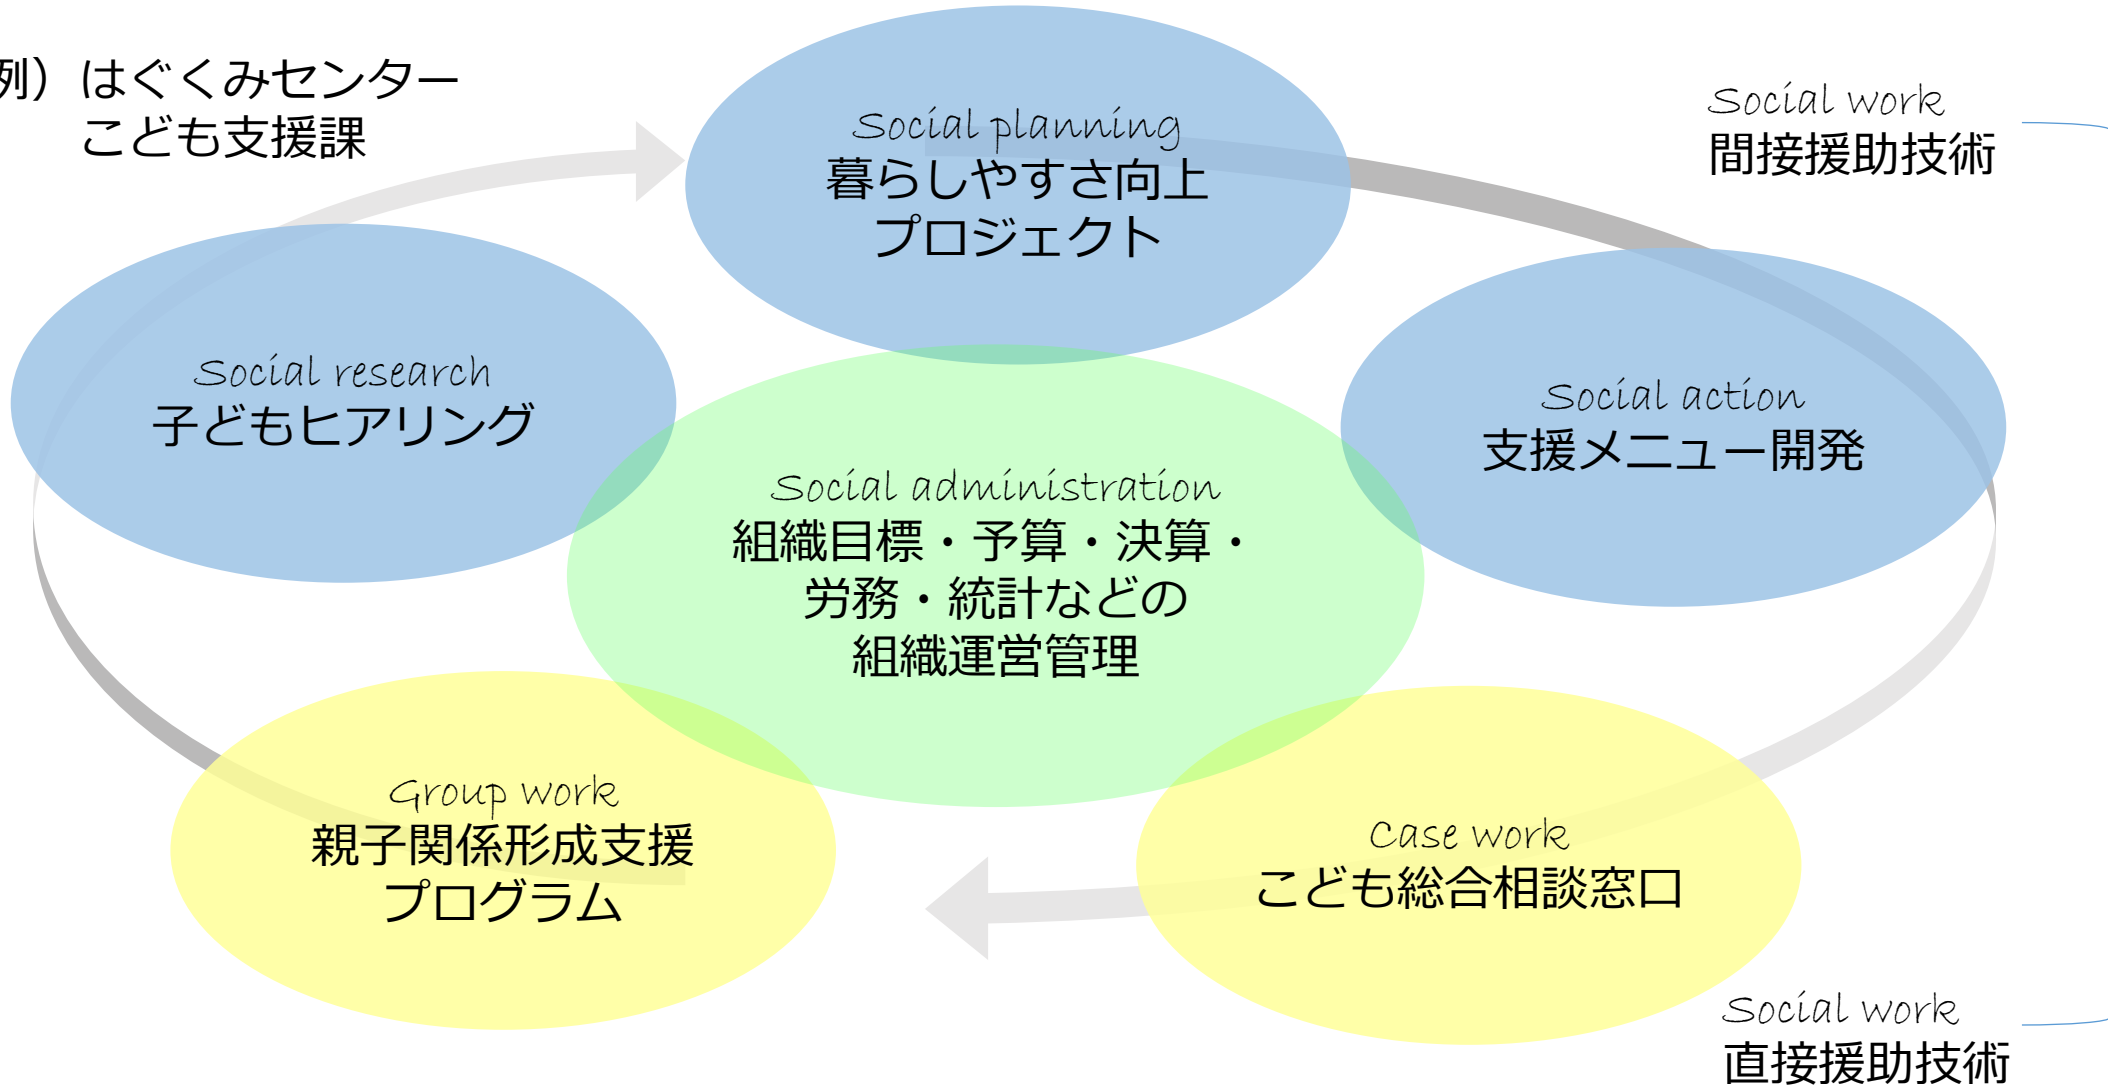 例）はぐくみセンター
こども支援課
Social planning
暮らしやすさ向上
プロジェクト
Social work
間接援助技術
Social research
子どもヒアリング
Social action
支援メニュー開発
Social administration
組織目標・予算・決算・
労務・統計などの
組織運営管理
Group work
親子関係形成支援
プログラム
Case work
こども総合相談窓口
Social work
直接援助技術